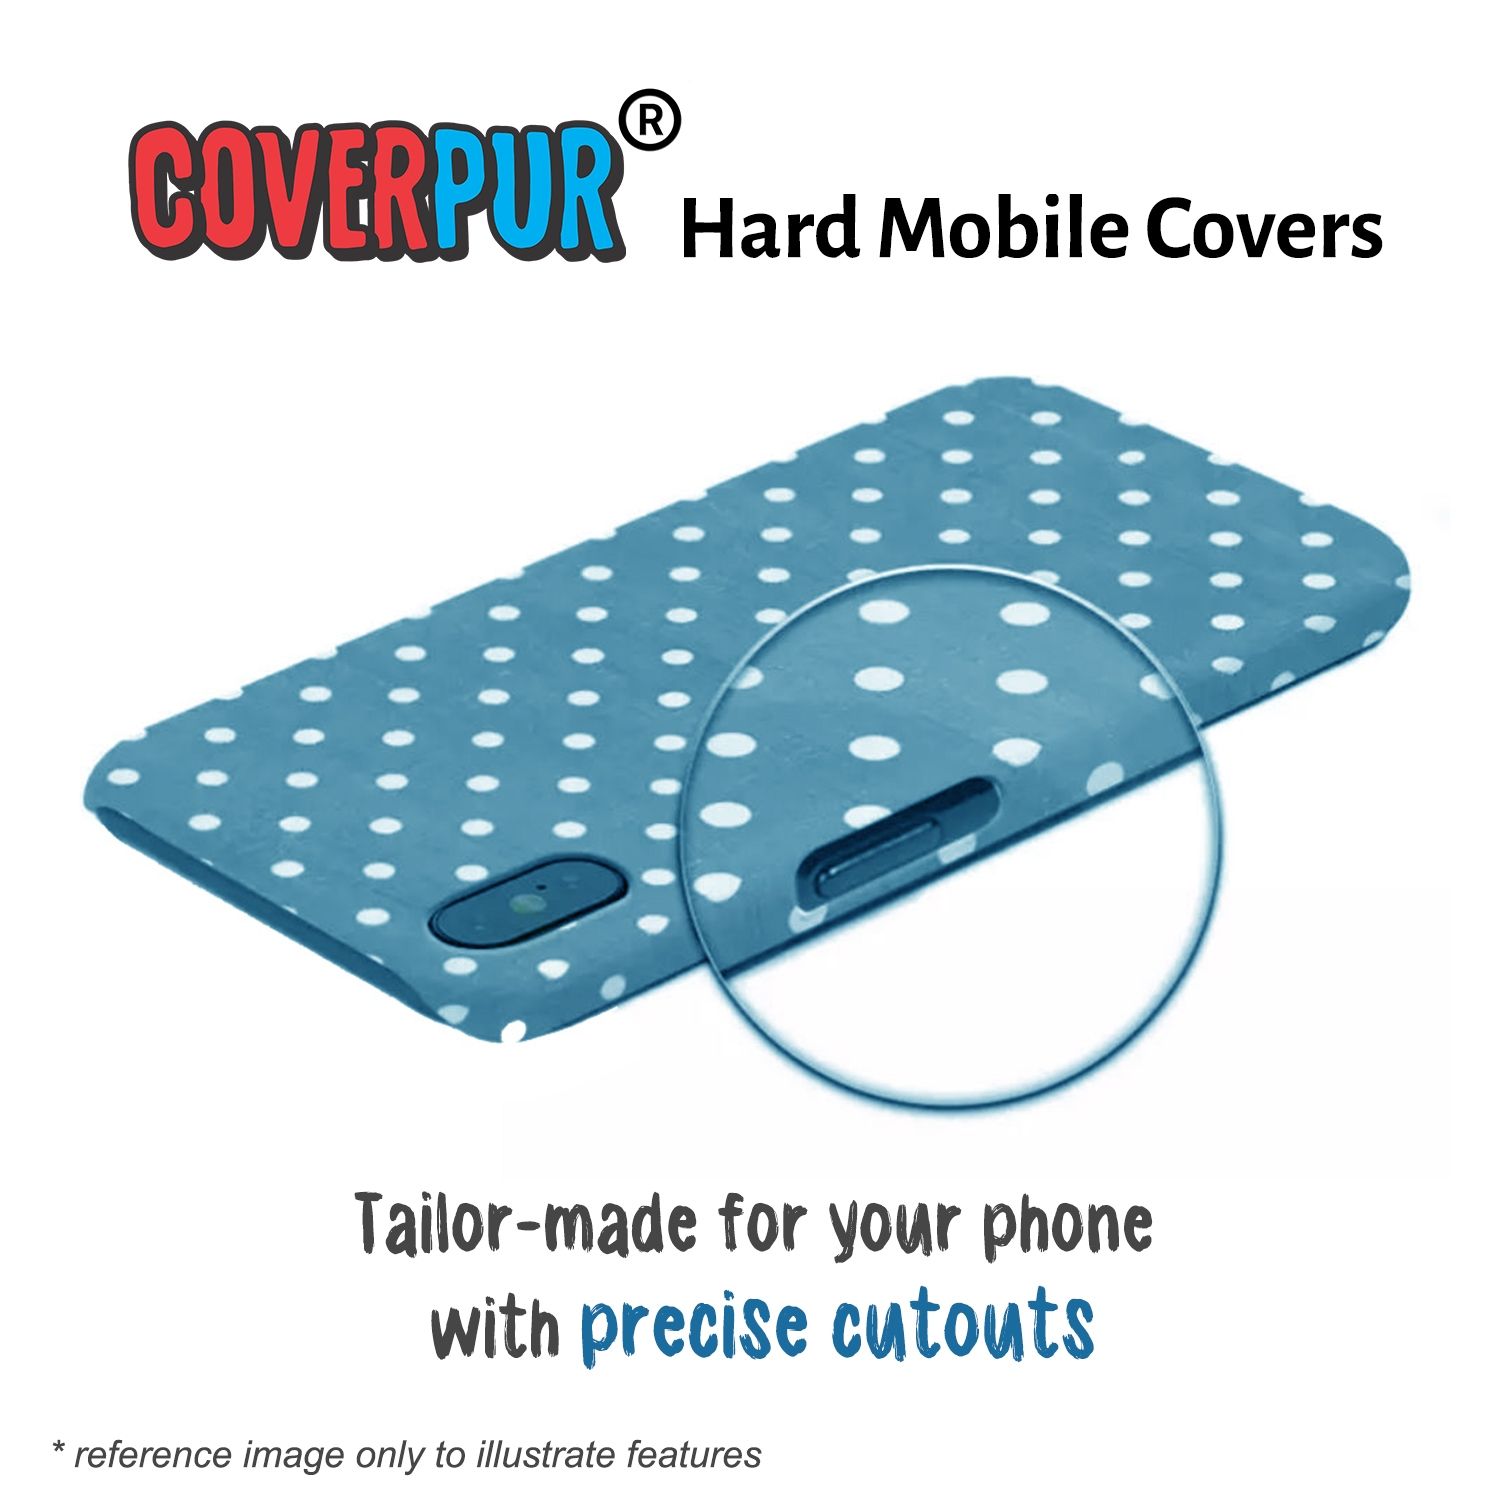 COVERPUR® Hard Mobile Covers
Tailor-made for your phone
with precise cutouts
* reference image only to illustrate features